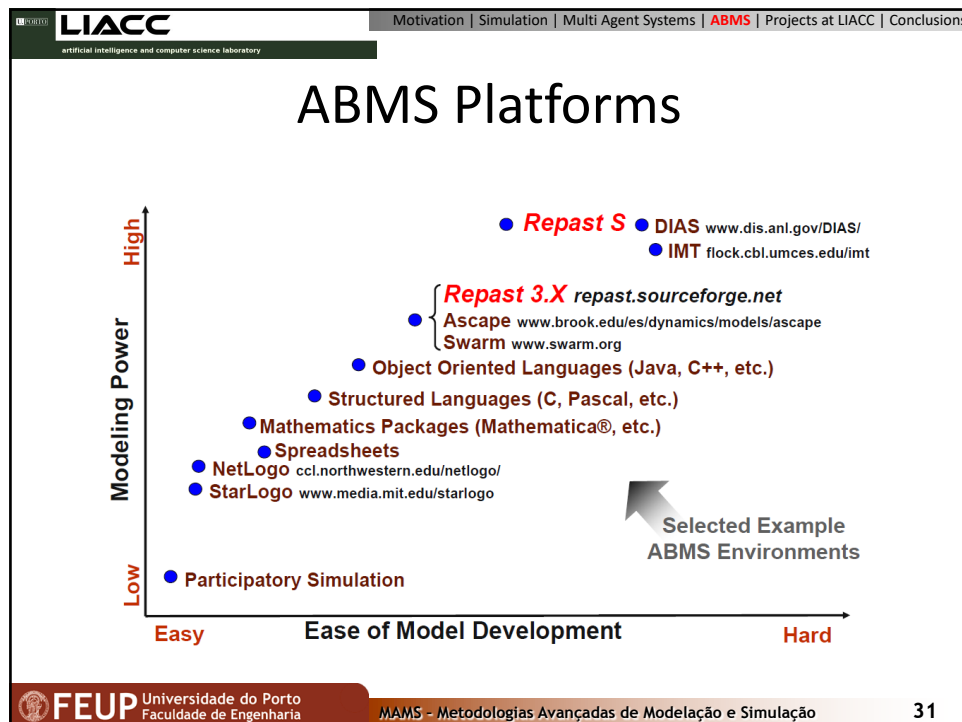 U.PORTO
LIACC
artificial intelligence and computer science laboratory
Motivation | Simulation | Multi Agent Systems | ABMS | Projects at LIACC | Conclusions
ABMS Platforms
High
Modeling Power
Low
Repast S
DIAS www.dis.anl.gov/DIAS/
IMT flock.cbl.umces.edu/imt
Repast 3.X repast.sourceforge.net
Ascape www.brook.edu/es/dynamics/models/ascape
Swarm www.swarm.org
Object Oriented Languages (Java, C++, etc.)
Structured Languages (C, Pascal, etc.)
Mathematics Packages (Mathematica®, etc.)
Spreadsheets
NetLogo ccl.northwestern.edu/netlogo/
StarLogo www.media.mit.edu/starlogo
Selected Example
ABMS Environments
Participatory Simulation
Easy
Ease of Model Development
Hard
FEUP Universidade do Porto
Faculdade de Engenharia
MAMS - Metodologias Avançadas de Modelação e Simulação
31